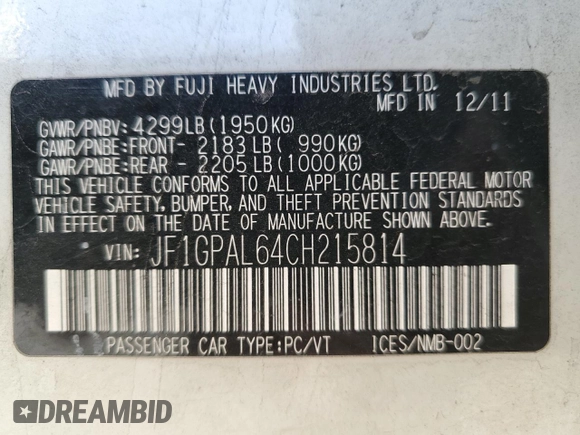 MFD BY FUJI HEAVY INDUSTRIES LTD.
MFD IN 12/11
GVWR/PNBV: 4299LB (1950KG)
GAWR/PNBE:FRONT- 2183LB ( 990KG)
GAWR/PNBE:REAR - 2205LB (1000KG)
THIS VEHICLE CONFORMS TO ALL APPLICABLE FEDERAL MOTOR
VEHICLE SAFETY, BUMPER, AND THEFT PREVENTION STANDARDS
IN EFFECT ON THE DATE OF MANUFACTURE SHOWN ABOVE.
VIN: JF1GPAL64CH215814
PASSENGER CAR TYPE:PC/VT ICES/NMB-002
DREAMBID